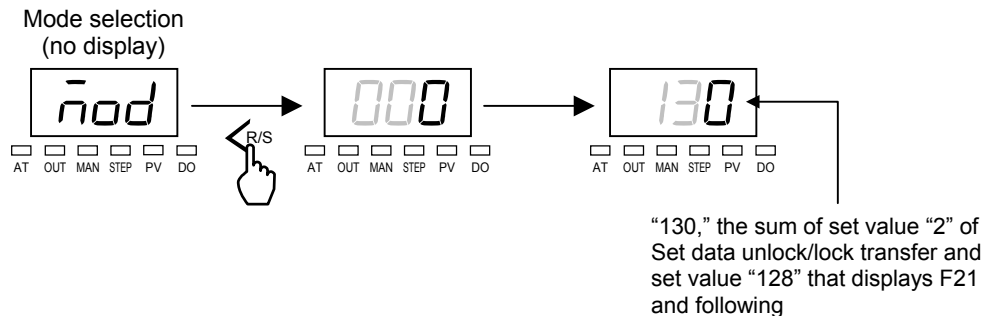 Mode selection
(no display)
mod
000
130
R/S
AT OUT MAN STEP PV DO
AT OUT MAN STEP PV DO
AT OUT MAN STEP PV DO
“130,” the sum of set value “2” of
Set data unlock/lock transfer and
set value “128” that displays F21
and following